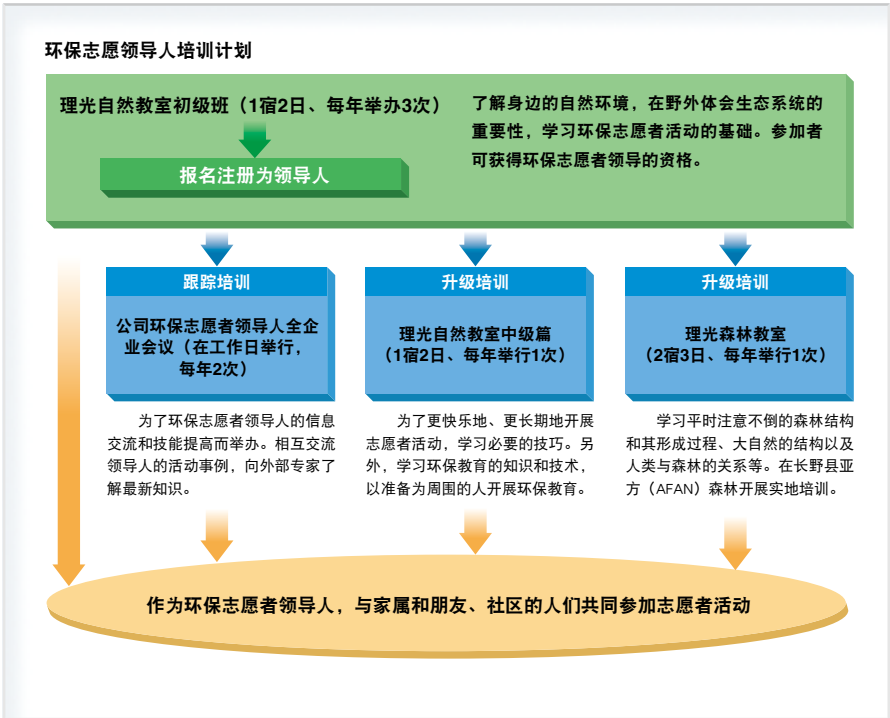 环保志愿领导人培训计划
理光自然教室初级班（1宿2日、每年举办3次）
报名注册为领导人
了解身边的自然环境，在野外体会生态系统的
重要性，学习环保志愿者活动的基础。参加者
可获得环保志愿者领导的资格。
跟踪培训
公司环保志愿者领导人全企
业会议（在工作日举行，
每年2次）
为了环保志愿者领导人的信息
交流和技能提高而举办。相互交流
领导人的活动事例，向外部专家了
解最新知识。
升级培训
理光自然教室中级篇
（1宿2日、每年举行1次）
为了更快乐地、更长期地开展
志愿者活动，学习必要的技巧。另
外，学习环保教育的知识和技术，
以准备为周围的人开展环保教育。
升级培训
理光森林教室
（2宿3日、每年举行1次）
学习平时注意不倒的森林结构
和其形成过程、大自然的结构以及
人类与森林的关系等。在长野县亚
方（AFAN）森林开展实地培训。
作为环保志愿者领导人，与家属和朋友、社区的人们共同参加志愿者活动